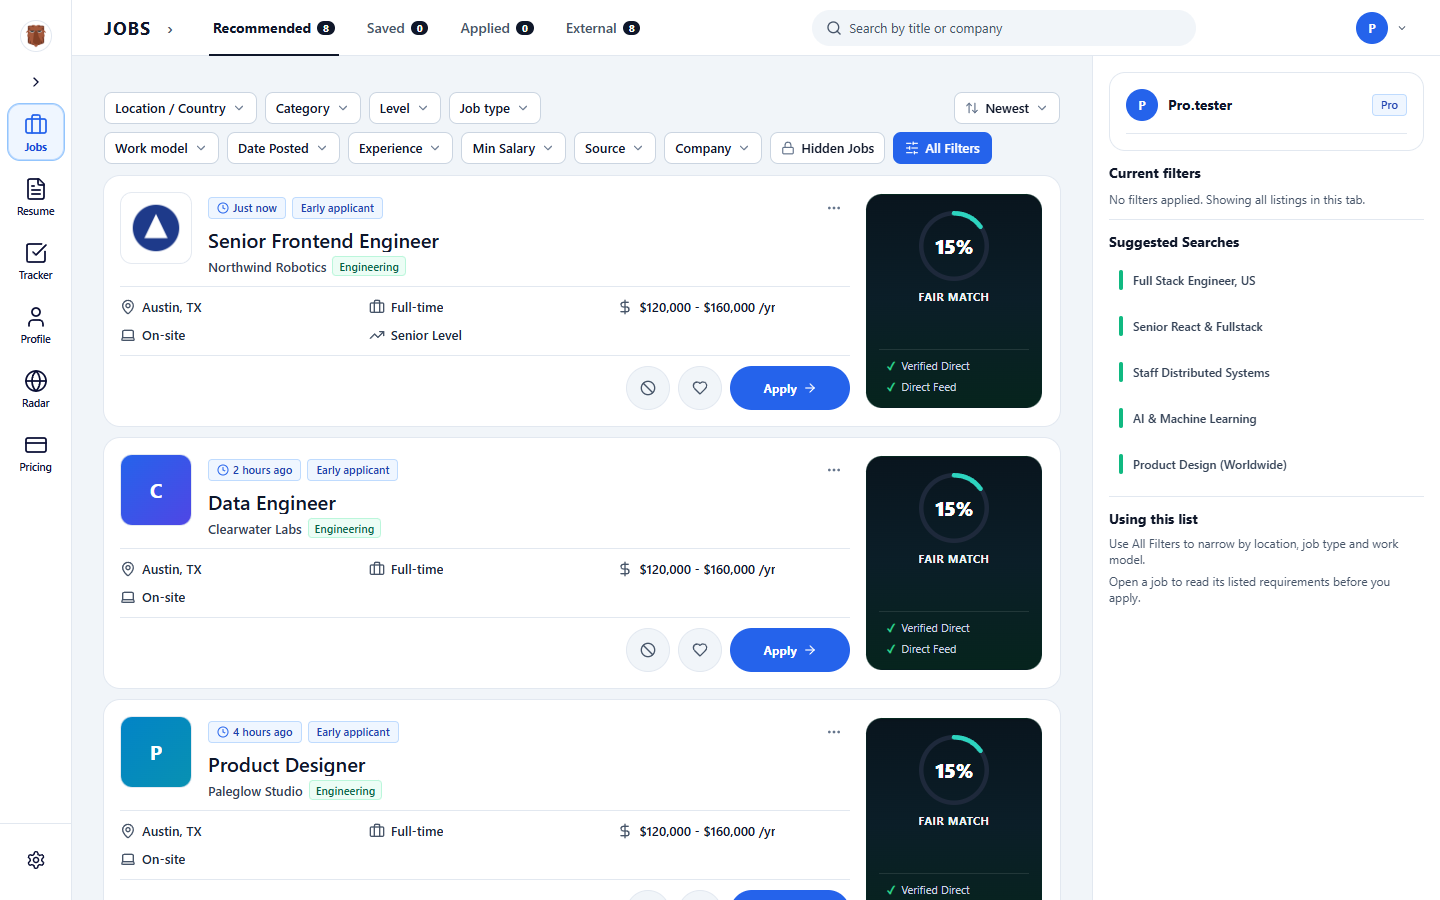 JOBS
Recommended 8
Saved 0
Applied 0
External 8
Search by title or company
P
Jobs
Resume
Tracker
Profile
Radar
Pricing
Location / Country
Category
Level
Job type
Newest
Work model
Date Posted
Experience
Min Salary
Source
Company
Hidden Jobs
All Filters
Just now
Early applicant
Senior Frontend Engineer
Northwind Robotics Engineering
Austin, TX
Full-time
$120,000 - $160,000 /yr
On-site
Senior Level
Apply
15%
FAIR MATCH
Verified Direct
Direct Feed
C
2 hours ago
Early applicant
Data Engineer
Clearwater Labs Engineering
Austin, TX
Full-time
$120,000 - $160,000 /yr
On-site
Apply
15%
FAIR MATCH
Verified Direct
Direct Feed
P
4 hours ago
Early applicant
Product Designer
Paleglow Studio Engineering
Austin, TX
Full-time
$120,000 - $160,000 /yr
On-site
15%
FAIR MATCH
Verified Direct
P
Pro.tester
Pro
Current filters
No filters applied. Showing all listings in this tab.
Suggested Searches
Full Stack Engineer, US
Senior React & Fullstack
Staff Distributed Systems
AI & Machine Learning
Product Design (Worldwide)
Using this list
Use All Filters to narrow by location, job type and work
model.
Open a job to read its listed requirements before you
apply.